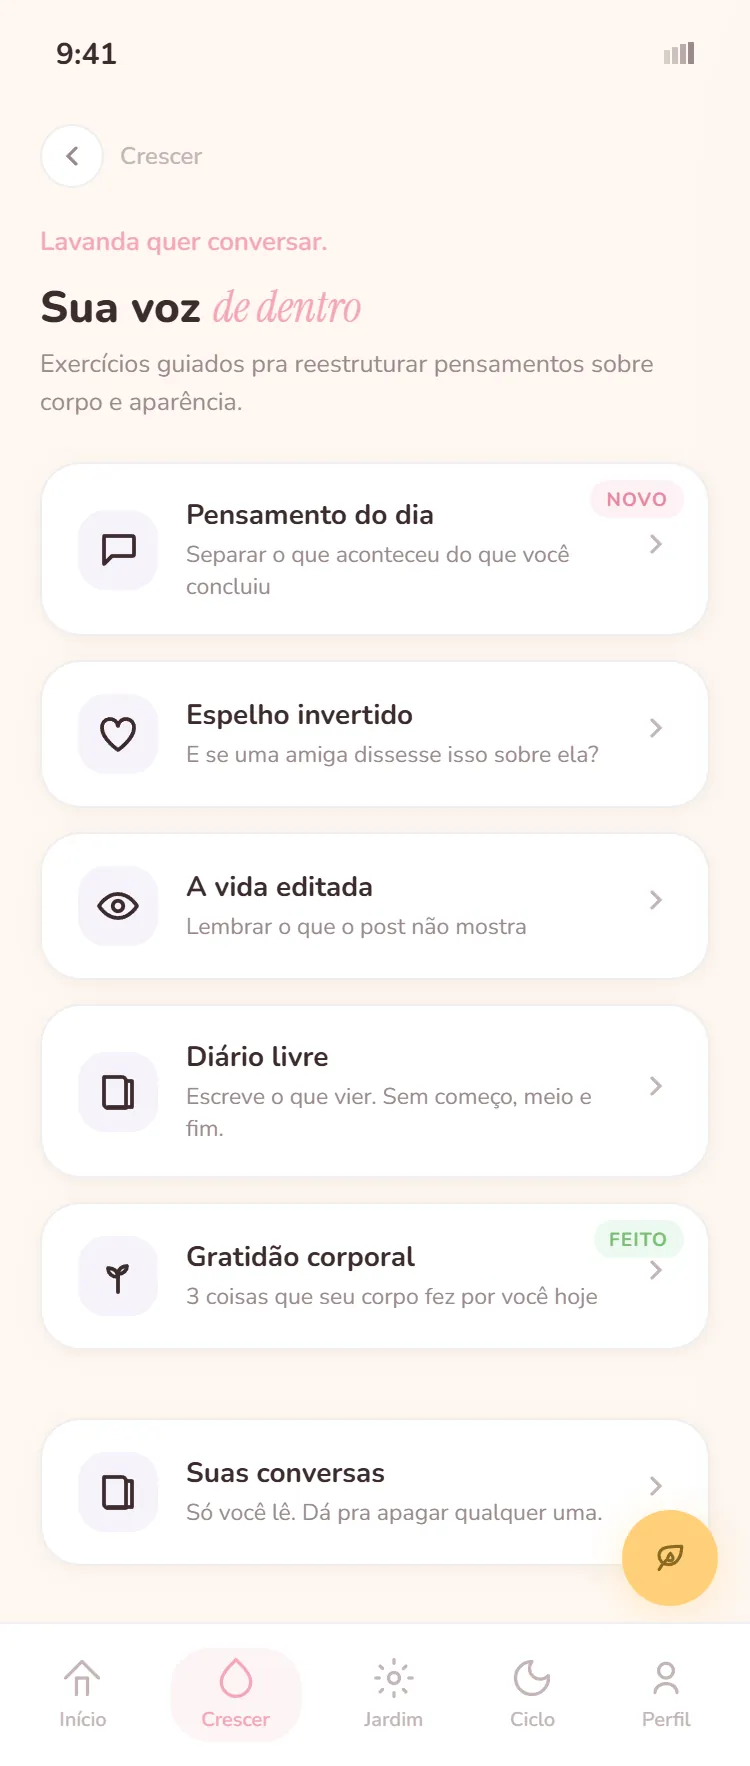 9:41
Crescer
Lavanda quer conversar.
Sua voz de dentro
Exercícios guiados pra reestruturar pensamentos sobre
corpo e aparência.
NOVO
Pensamento do dia
Separar o que aconteceu do que você
concluiu
Espelho invertido
E se uma amiga dissesse isso sobre ela?
A vida editada
Lembrar o que o post não mostra
Diário livre
Escreve o que vier. Sem começo, meio e
fim.
FEITO
Gratidão corporal
3 coisas que seu corpo fez por você hoje
Suas conversas
Só você lê. Dá pra apagar qualquer uma.
Início
Crescer
Jardim
Ciclo
Perfil